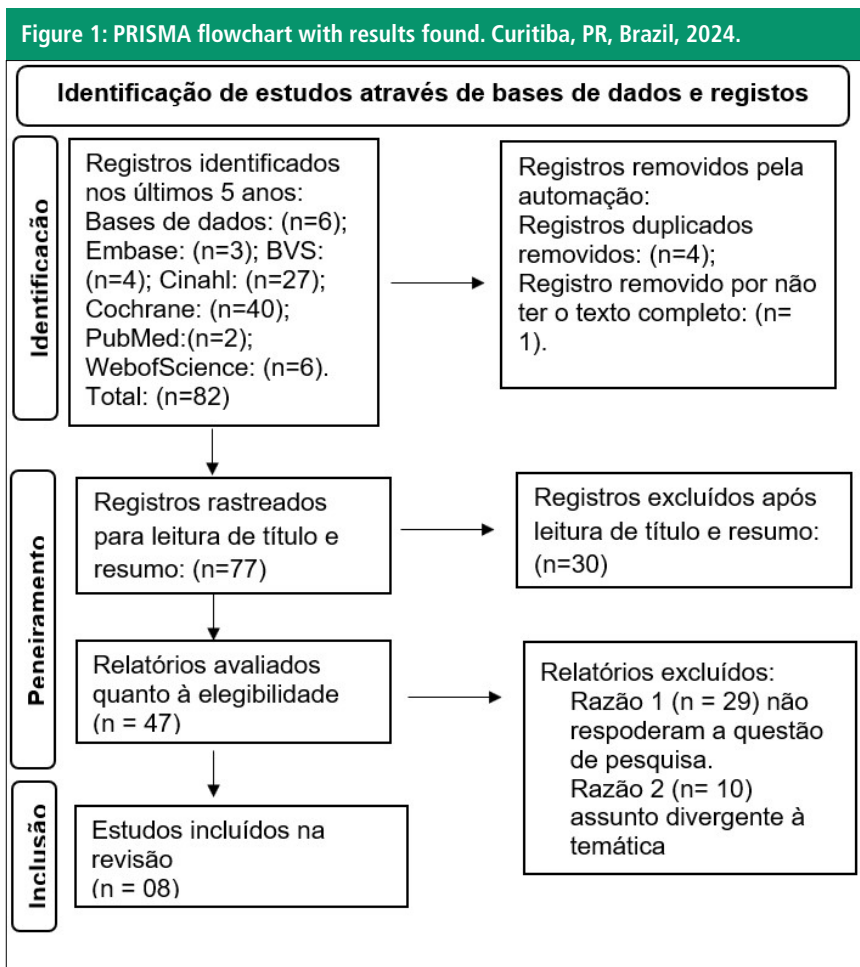 Figure 1: PRISMA flowchart with results found. Curitiba, PR, Brazil, 2024.
Identificação de estudos através de bases de dados e registos
Identificação
Registros identificados
nos últimos 5 anos:
Bases de dados: (n=6);
Embase: (n=3); BVS:
(n=4); Cinahl: (n=27);
Cochrane: (n=40);
PubMed:(n=2);
WebofScience: (n=6).
Total: (n=82)
Registros removidos pela
automação:
Registros duplicados
removidos: (n=4);
Registro removido por não
ter o texto completo: (n=
1).
Peneiramento
Registros rastreados
para leitura de título e
resumo: (n=77)
Registros excluídos após
leitura de título e resumo:
(n=30)
Relatórios avaliados
quanto à elegibilidade
(n = 47)
Relatórios excluídos:
Razão 1 (n = 29) não
respoderam a questão
de pesquisa.
Razão 2 (n= 10)
assunto divergente à
temática
Inclusão
Estudos incluídos na
revisão
(n = 08)